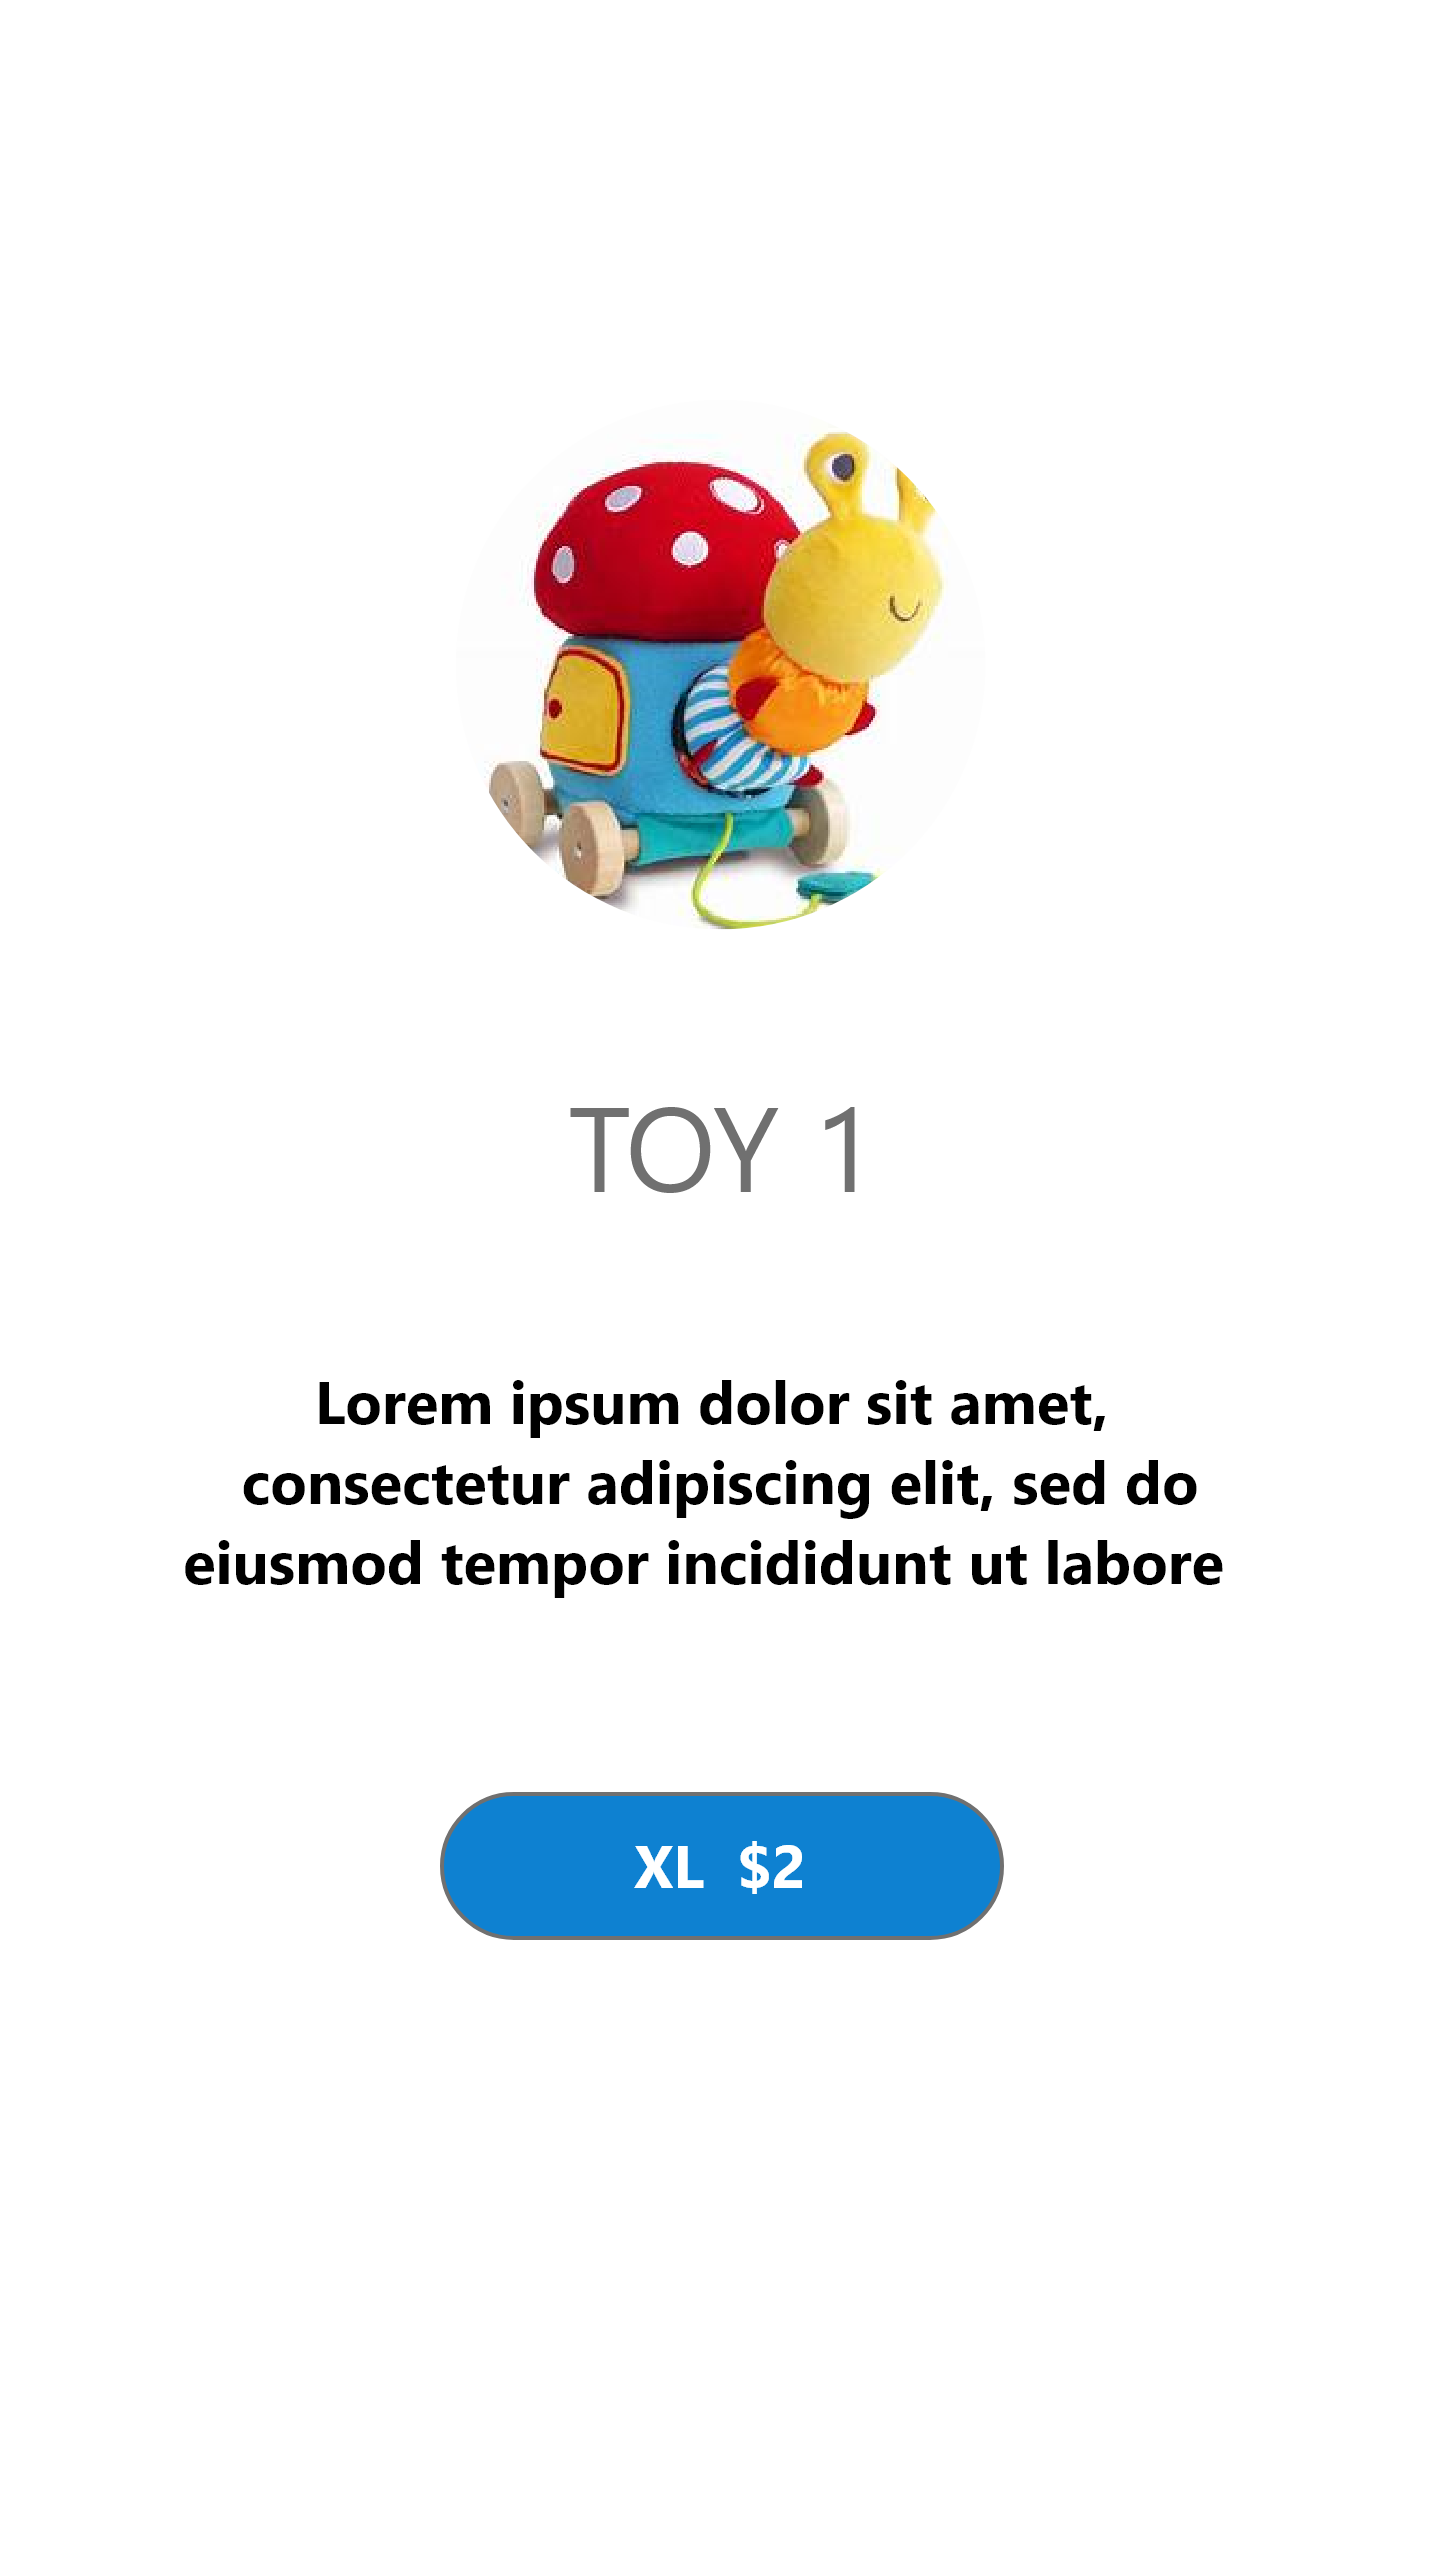 TOY 1
Lorem ipsum dolor sit amet,
consectetur adipiscing elit, sed do
eiusmod tempor incididunt ut labore
XL $2